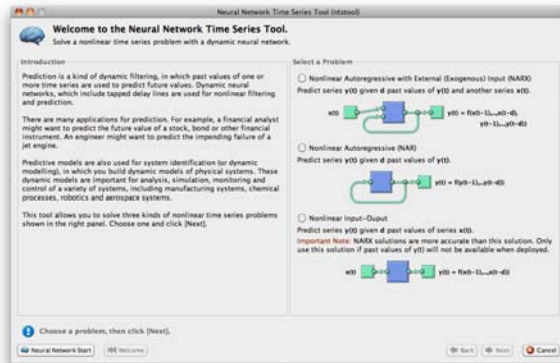 Neural Network Time Series Tool (ntstool)
Welcome to the Neural Network Time Series Tool.
Solve a nonlinear time series problem with a dynamic neural network.
Introduction
Prediction is a kind of dynamic filtering, in which past values of one or
more time series are used to predict future values. Dynamic neural
networks, which include tapped delay lines are used for nonlinear filtering
and prediction.
There are many applications for prediction. For example, a financial analyst
might want to predict the future value of a stock, bond or other financial
instrument. An engineer might want to predict the impending failure of a
jet engine.
Predictive models are also used for system identification (or dynamic
modelling), in which you build dynamic models of physical systems. These
dynamic models are important for analysis, simulation, monitoring and
control of a variety of systems, including manufacturing systems, chemical
processes, robotics and aerospace systems.
This tool allows you to solve three kinds of nonlinear time series problems
shown in the right panel. Choose one and click [Next].
Select a Problem
Nonlinear Autoregressive with External (Exogenous) Input (NARX)
Predict series y(t) given d past values of y(t) and another series x(t).
x(t) y(t) = f(x(t-1),...,x(t-d),
y(t-1),...,y(t-d))
Nonlinear Autoregressive (NAR)
Predict series y(t) given d past values of y(t).
y(t) = f(y(t-1),...,y(t-d))
Nonlinear Input-Ouput
Predict series y(t) given d past values of series x(t).
Important Note: NARX solutions are more accurate than this solution. Only
use this solution if past values of y(t) will not be available when deployed.
x(t) y(t) = f(x(t-1),...,x(t-d))
Choose a problem, then click [Next].
Neural Network Start
Welcome
Back
Next
Cancel